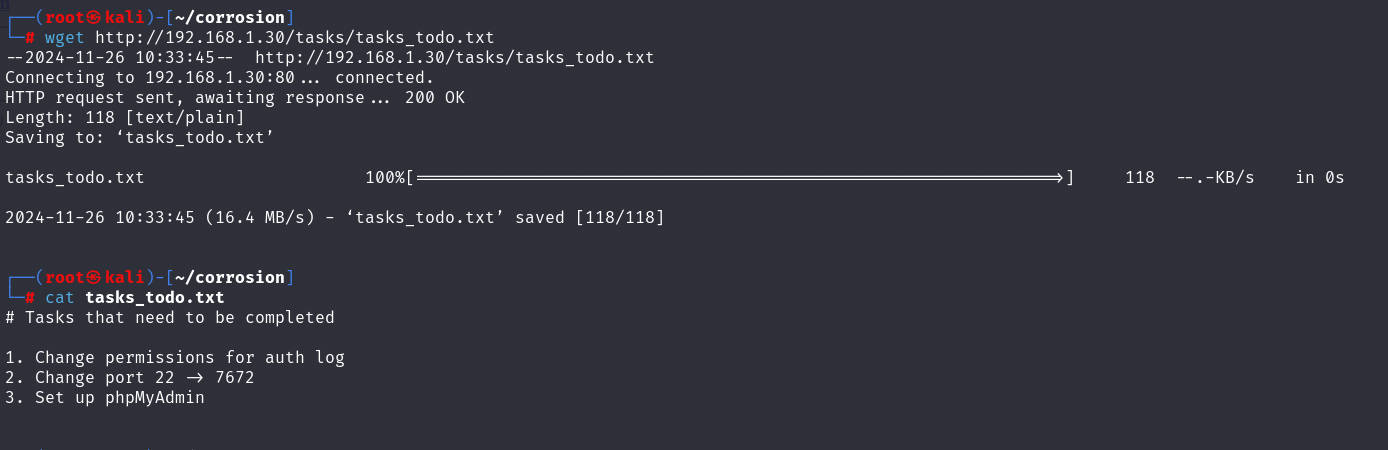 ┌──(root㉿kali)-[~/corrosion]
└─# wget http://192.168.1.30/tasks/tasks_todo.txt
--2024-11-26 10:33:45--  http://192.168.1.30/tasks/tasks_todo.txt
Connecting to 192.168.1.30:80... connected.
HTTP request sent, awaiting response... 200 OK
Length: 118 [text/plain]
Saving to: ‘tasks_todo.txt’
tasks_todo.txt                      100%[=================================================================>]     118  --.-KB/s    in 0s
2024-11-26 10:33:45 (16.4 MB/s) - ‘tasks_todo.txt’ saved [118/118]
┌──(root㉿kali)-[~/corrosion]
└─# cat tasks_todo.txt
# Tasks that need to be completed
1. Change permissions for auth log
2. Change port 22 -> 7672
3. Set up phpMyAdmin